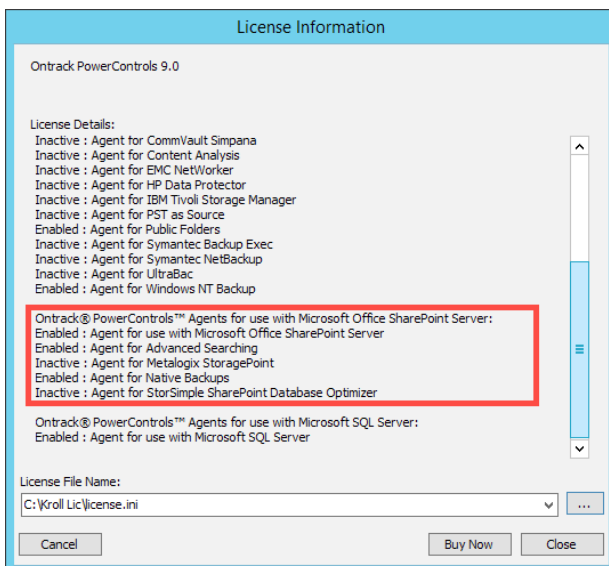 License Information
Ontrack PowerControls 9.0
License Details:
Inactive : Agent for CommVault Simpana
Inactive : Agent for Content Analysis
Inactive : Agent for EMC NetWorker
Inactive : Agent for HP Data Protector
Inactive : Agent for IBM Tivoli Storage Manager
Inactive : Agent for PST as Source
Enabled : Agent for Public Folders
Inactive : Agent for Symantec Backup Exec
Inactive : Agent for Symantec NetBackup
Inactive : Agent for UltraBac
Enabled : Agent for Windows NT Backup
Ontrack® PowerControls™ Agents for use with Microsoft Office SharePoint Server:
Enabled : Agent for use with Microsoft Office SharePoint Server
Enabled : Agent for Advanced Searching
Inactive : Agent for Metalogix StoragePoint
Enabled : Agent for Native Backups
Inactive : Agent for StorSimple SharePoint Database Optimizer
Ontrack® PowerControls™ Agents for use with Microsoft SQL Server:
Enabled : Agent for use with Microsoft SQL Server
License File Name:
C:\Kroll Lic\license.ini
...
Cancel
Buy Now
Close